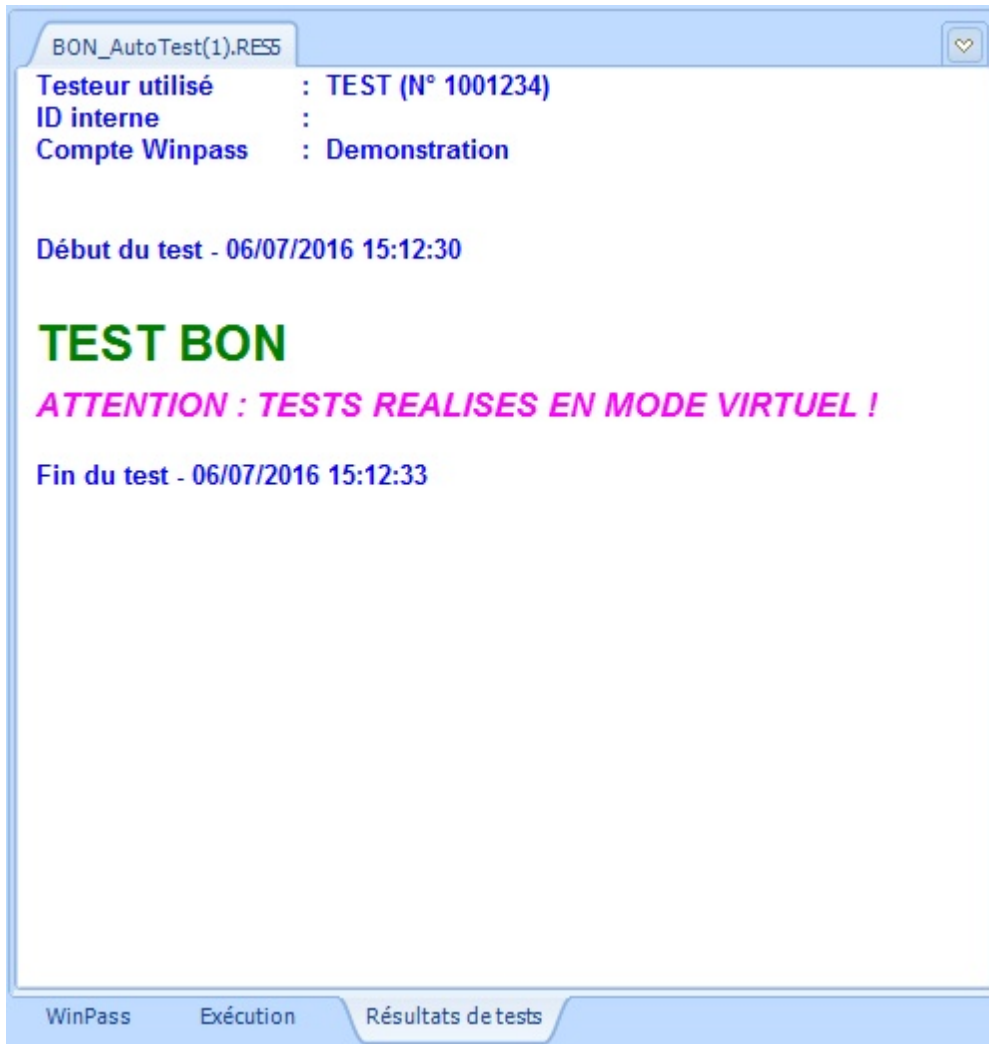 BON_AutoTest(1).RES5
Testeur utilisé : TEST (N° 1001234)
ID interne :
Compte Winpass : Demonstration
Début du test - 06/07/2016 15:12:30
TEST BON
ATTENTION : TESTS REALISES EN MODE VIRTUEL !
Fin du test - 06/07/2016 15:12:33
WinPass Exécution Résultats de tests